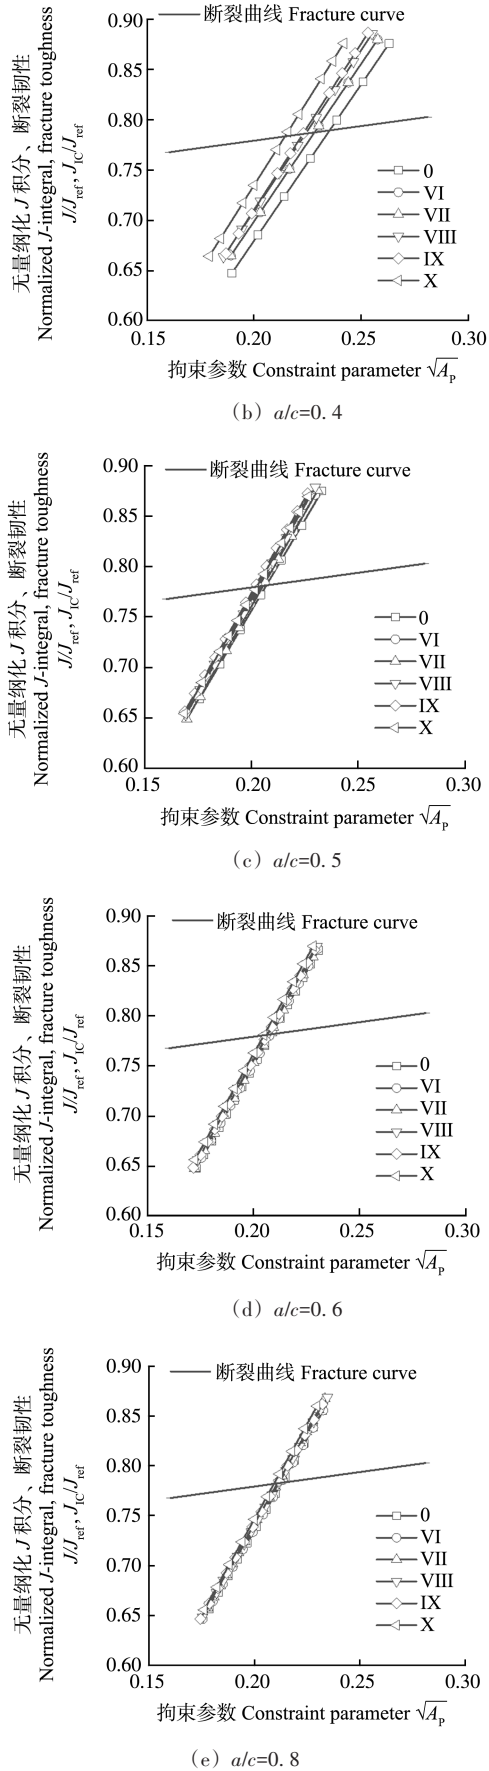 0.90
断裂曲线 Fracture curve
0.85
0.80
0.75
0.70
0.65
0.60
无量纲化 J 积分、断裂韧性
Normalized J-integral, fracture toughness
J/Jref, JIC/Jref
0
VI
VII
VIII
IX
X
0.15 0.20 0.25 0.30
拘束参数 Constraint parameter √AP
(b) a/c=0.4
0.90
断裂曲线 Fracture curve
0.85
0.80
0.75
0.70
0.65
0.60
无量纲化 J 积分、断裂韧性
Normalized J-integral, fracture toughness
J/Jref, JIC/Jref
0
VI
VII
VIII
IX
X
0.15 0.20 0.25 0.30
拘束参数 Constraint parameter √AP
(c) a/c=0.5
0.90
断裂曲线 Fracture curve
0.85
0.80
0.75
0.70
0.65
0.60
无量纲化 J 积分、断裂韧性
Normalized J-integral, fracture toughness
J/Jref, JIC/Jref
0
VI
VII
VIII
IX
X
0.15 0.20 0.25 0.30
拘束参数 Constraint parameter √AP
(d) a/c=0.6
0.90
断裂曲线 Fracture curve
0.85
0.80
0.75
0.70
0.65
0.60
无量纲化 J 积分、断裂韧性
Normalized J-integral, fracture toughness
J/Jref, JIC/Jref
0
VI
VII
VIII
IX
X
0.15 0.20 0.25 0.30
拘束参数 Constraint parameter √AP
(e) a/c=0.8